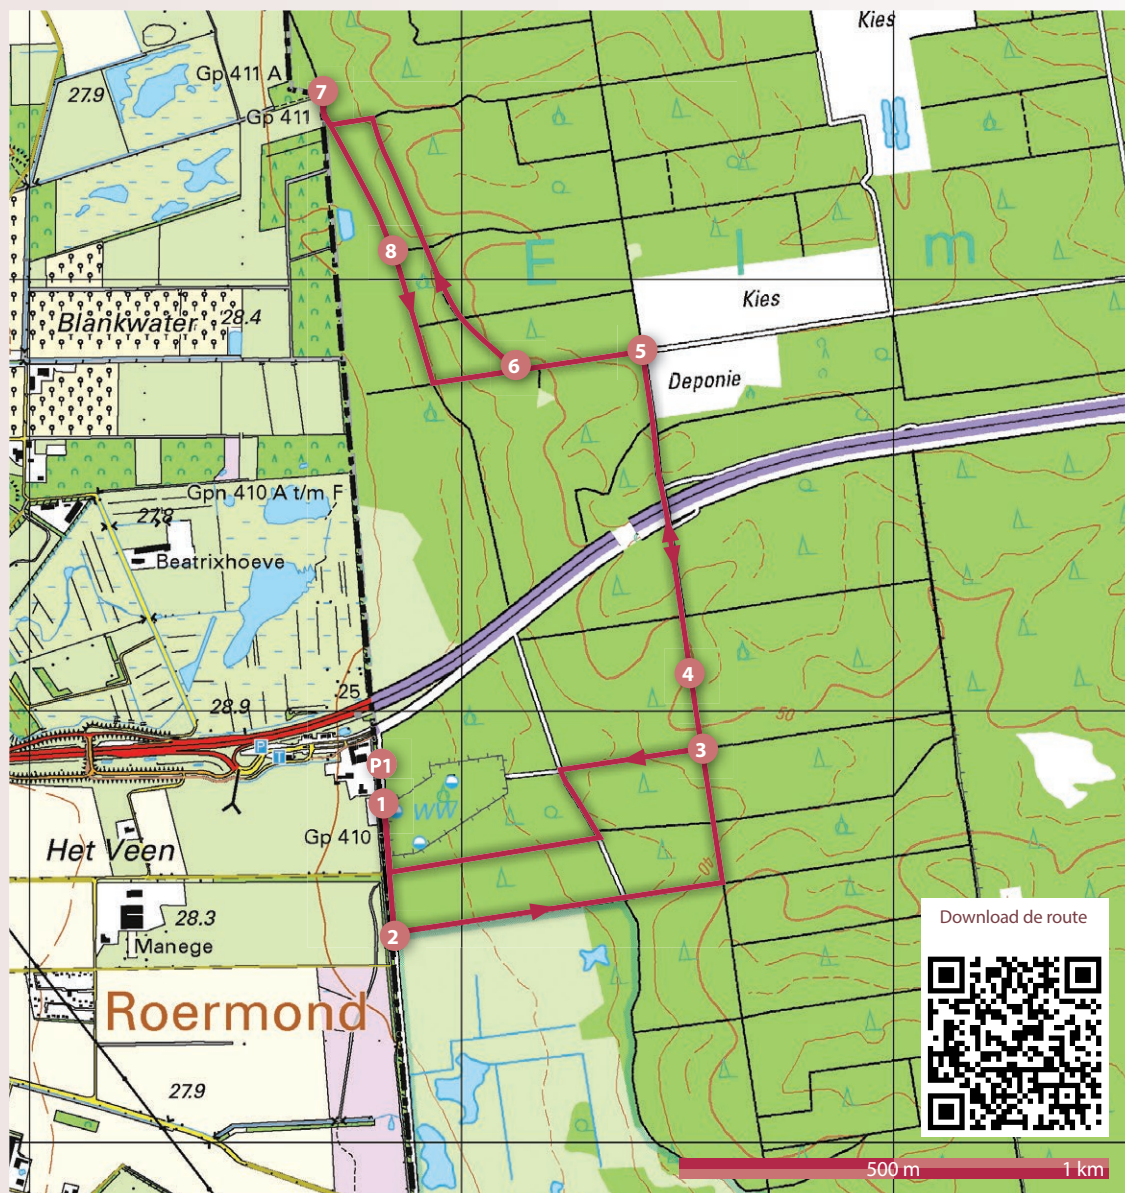 Kies
Gp 411 A
27.9
7
Gp 411
8
E l m
Kies
Blankwater
28.4
5
6
Deponie
Gpn 410 A t/m F
27.8
Beatrixhoeve
4
25
28.9
50
3
P
P1
1
WW
Gp 410
Het Veen
40
28.3
Manege
2
Download de route
Roermond
27.9
500 m
1 km